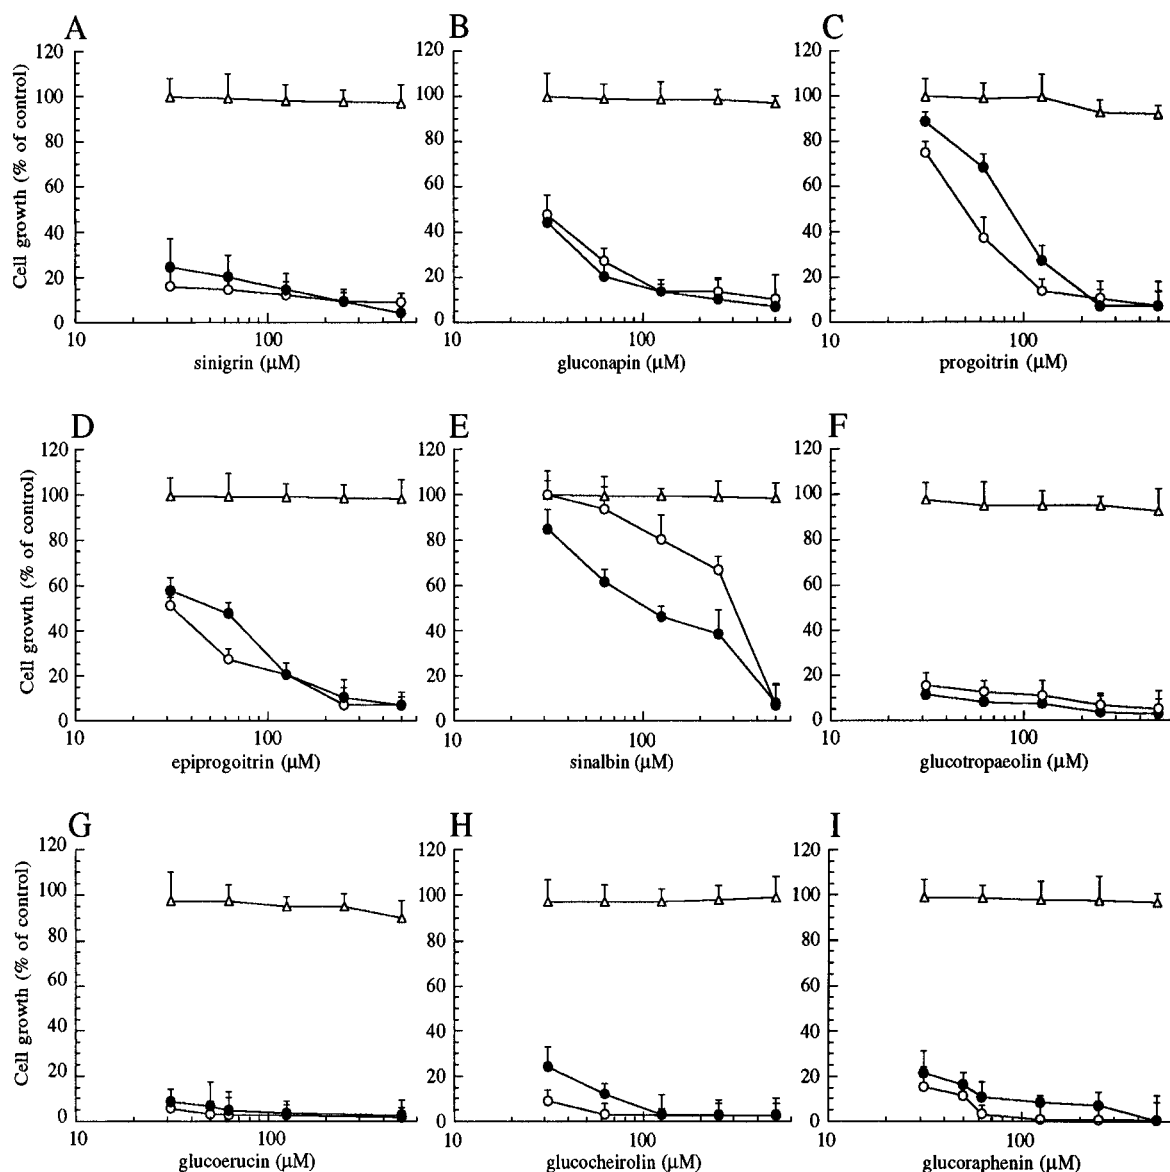 A B C
120 120 120
100 100 100
80 80 80
60 60 60
40 40 40
20 20 20
0 0 0
Cell growth (% of control)
10 100 10 100 10 100
sinigrin (μM) gluconapin (μM) progoitrin (μM)
D E F
120 120 120
100 100 100
80 80 80
60 60 60
40 40 40
20 20 20
0 0 0
Cell growth (% of control)
10 100 10 100 10 100
epiprogoitrin (μM) sinalbin (μM) glucotropaeolin (μM)
G H I
120 120 120
100 100 100
80 80 80
60 60 60
40 40 40
20 20 20
0 0 0
Cell growth (% of control)
10 100 10 100 10 100
glucoerucin (μM) glucocheirolin (μM) glucoraphenin (μM)